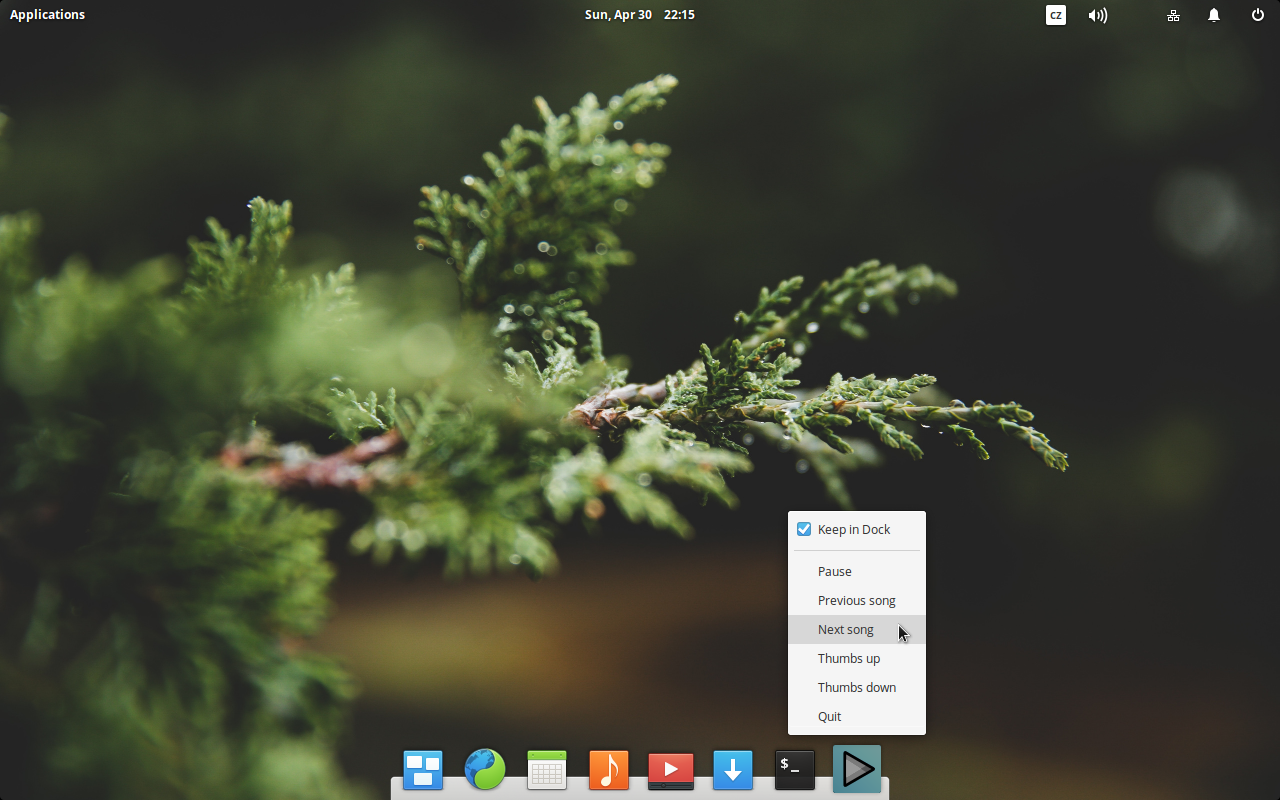 Applications
Sun, Apr 30 22:15
cz
Keep in Dock
Pause
Previous song
Next song
Thumbs up
Thumbs down
Quit
$_